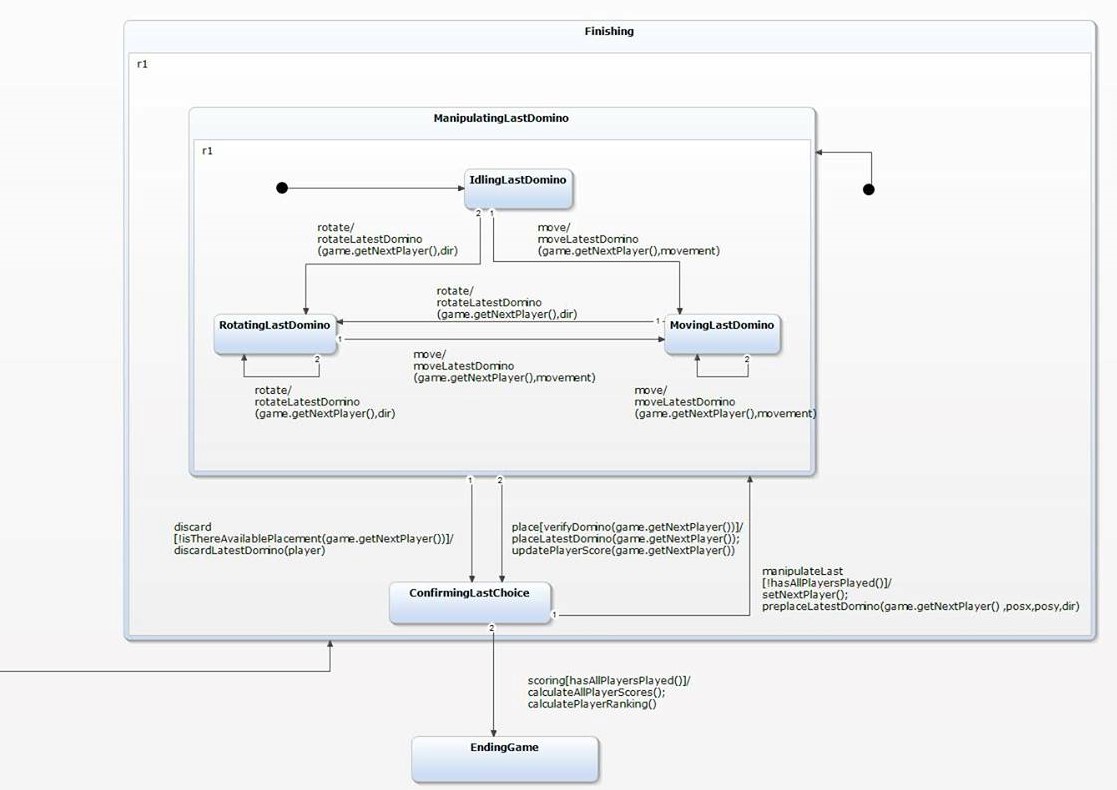 Finishing
r1
ManipulatingLastDomino
r1
IdlingLastDomino
2
1
rotate/
rotateLatestDomino
(game.getNextPlayer(),dir)
move/
moveLatestDomino
(game.getNextPlayer(),movement)
rotate/
rotateLatestDomino
(game.getNextPlayer(),dir)
RotatingLastDomino
1
MovingLastDomino
1
move/
moveLatestDomino
(game.getNextPlayer(),movement)
2
2
rotate/
rotateLatestDomino
(game.getNextPlayer(),dir)
move/
moveLatestDomino
(game.getNextPlayer(),movement)
1
2
discard
[!isThereAvailablePlacement(game.getNextPlayer())]/
discardLatestDomino(player)
place[verifyDomino(game.getNextPlayer())]/
placeLatestDomino(game.getNextPlayer());
updatePlayerScore(game.getNextPlayer())
manipulateLast
[!hasAllPlayersPlayed()]/
setNextPlayer();
preplaceLatestDomino(game.getNextPlayer() ,posx,posy,dir)
ConfirmingLastChoice
1
2
scoring[hasAllPlayersPlayed()]/
calculateAllPlayerScores();
calculatePlayerRanking()
EndingGame